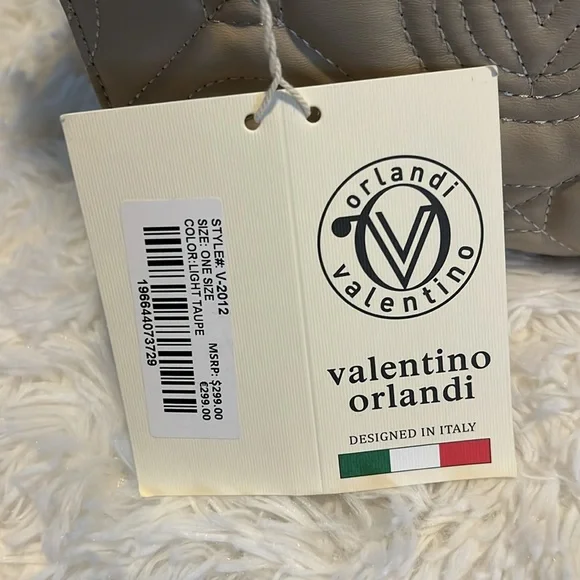 STYLE#: V-2012
SIZE: ONE SIZE
COLOR:LIGHT TAUPE
MSRP: $299.00
€299.00
196644073729
orlandi
valentino
valentino
orlandi
DESIGNED IN ITALY